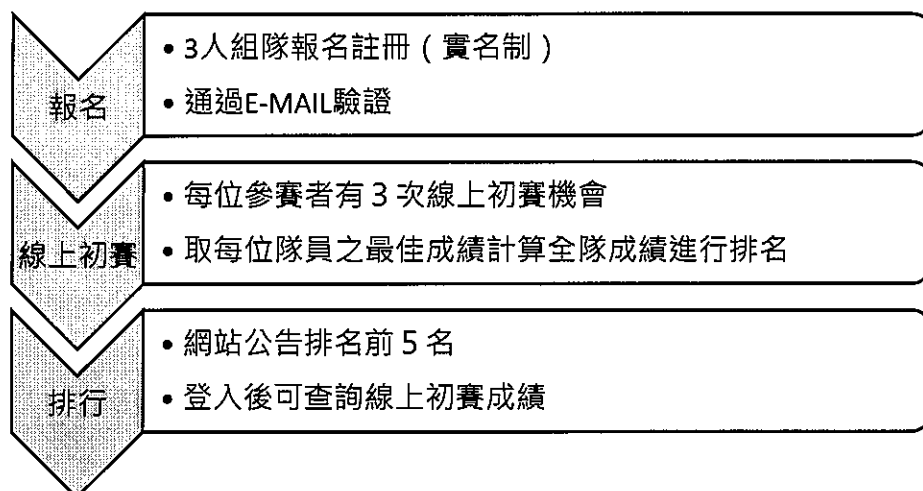 報名
• 3人組隊報名註冊（實名制）
• 通過E-MAIL驗證
線上初賽
• 每位參賽者有 3 次線上初賽機會
• 取每位隊員之最佳成績計算全隊成績進行排名
排行
• 網站公告排名前 5 名
• 登入後可查詢線上初賽成績